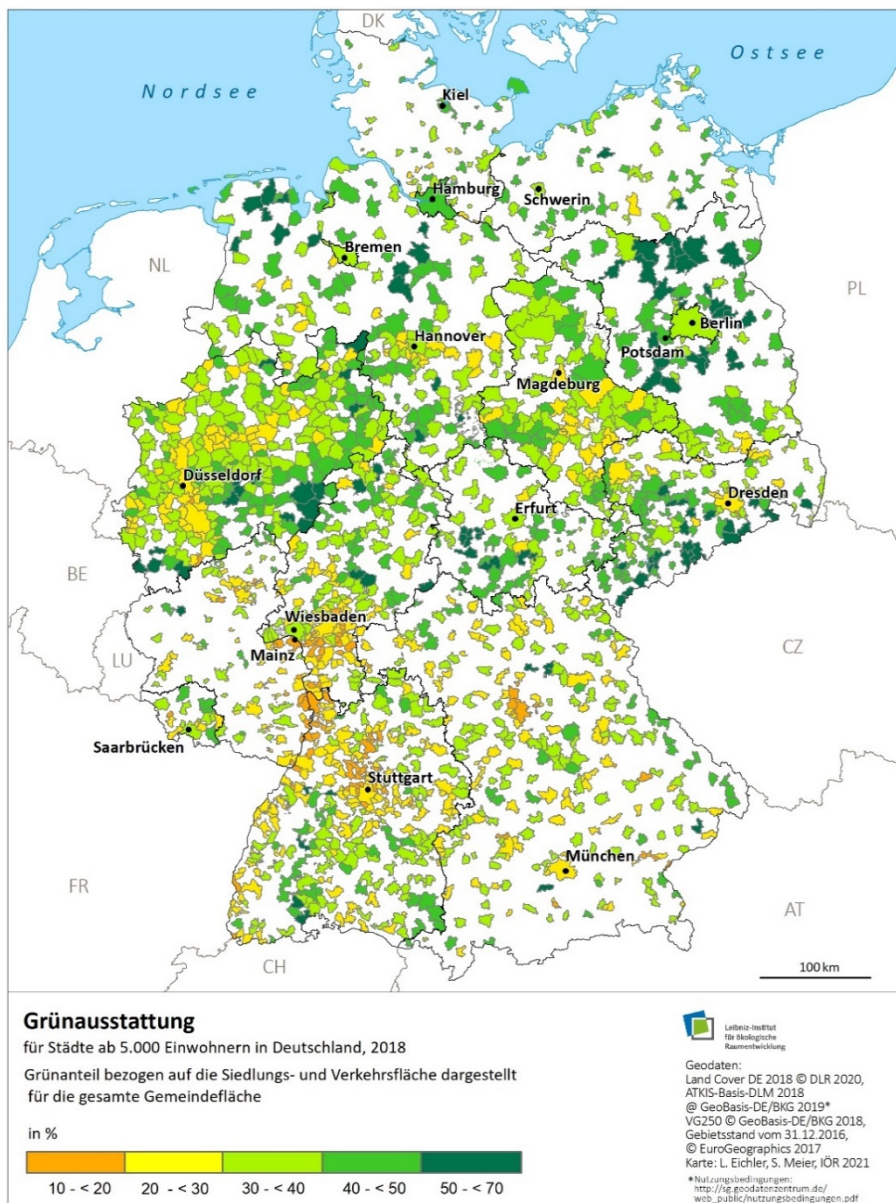 DK
Nordsee
Ostsee
Kiel
Hamburg
Schwerin
Bremen
NL
PL
Berlin
Hannover
Potsdam
Magdeburg
Düsseldorf
Dresden
Erfurt
BE
Wiesbaden
Mainz
LU
CZ
Saarbrücken
Stuttgart
München
FR
AT
CH
100 km
Grünausstattung
für Städte ab 5.000 Einwohnern in Deutschland, 2018
Grünanteil bezogen auf die Siedlungs- und Verkehrsfläche dargestellt
für die gesamte Gemeindefläche
in %
10 - < 20 20 - < 30 30 - < 40 40 - < 50 50 - < 70
Leibniz-Institut
für ökologische
Raumentwicklung
Geodaten:
Land Cover DE 2018 © DLR 2020,
ATKIS-Basis-DLM 2018
@ GeoBasis-DE/BKG 2019*
VG250 © GeoBasis-DE/BKG 2018,
Gebietsstand vom 31.12.2016,
© EuroGeographics 2017
Karte: L. Eichler, S. Meier, IÖR 2021
*Nutzungsbedingungen:
http://sg.geodatenzentrum.de/
web_public/nutzungsbedingungen.pdf